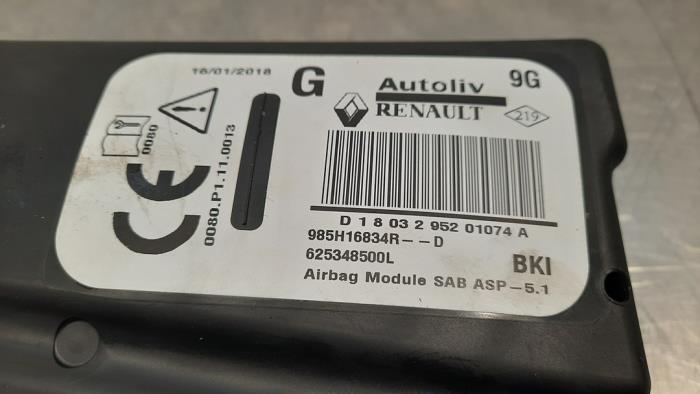 16/01/2018
G
Autoliv
9G
RENAULT
219
0080
0080.P1.11.0013
D 1 8 03 2 952 01074 A
985H16834R--D
625348500L
BKI
Airbag Module SAB ASP-5.1